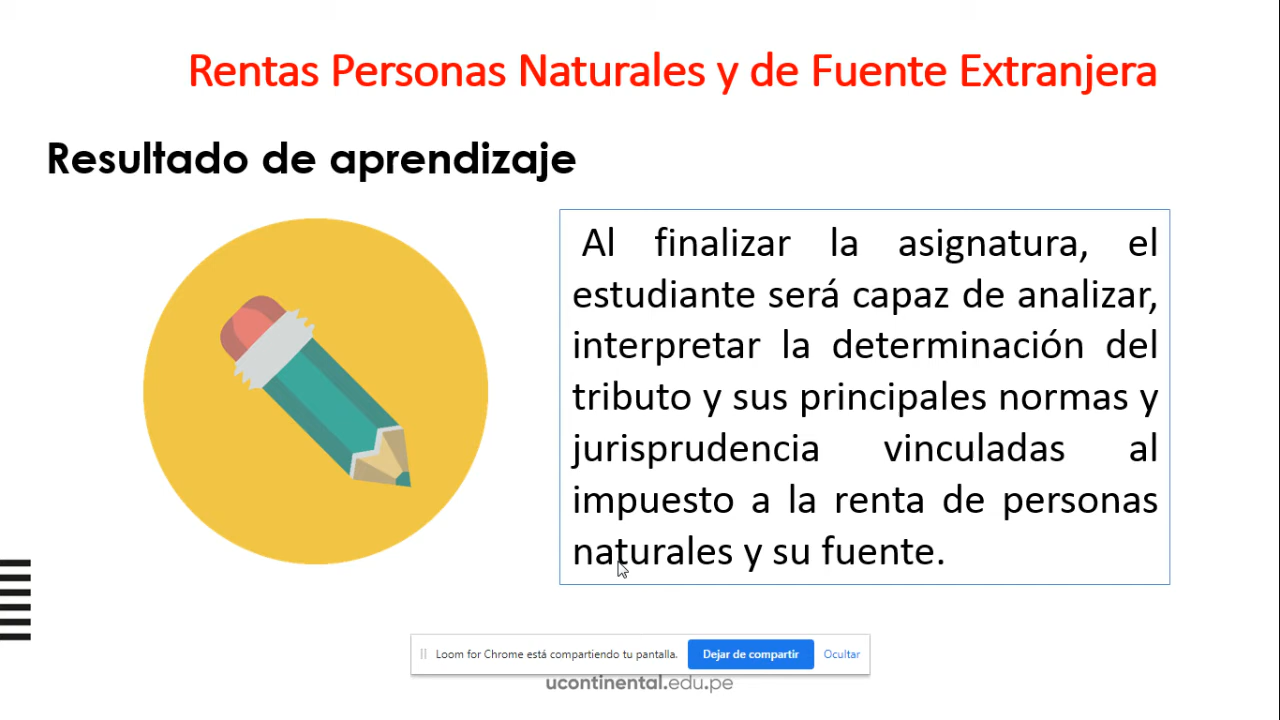 Rentas Personas Naturales y de Fuente Extranjera
Resultado de aprendizaje
Al finalizar la asignatura, el
estudiante será capaz de analizar,
interpretar la determinación del
tributo y sus principales normas y
jurisprudencia vinculadas al
impuesto a la renta de personas
naturales y su fuente.
Loom for Chrome está compartiendo tu pantalla.
Dejar de compartir
Ocultar
ucontinental.edu.pe